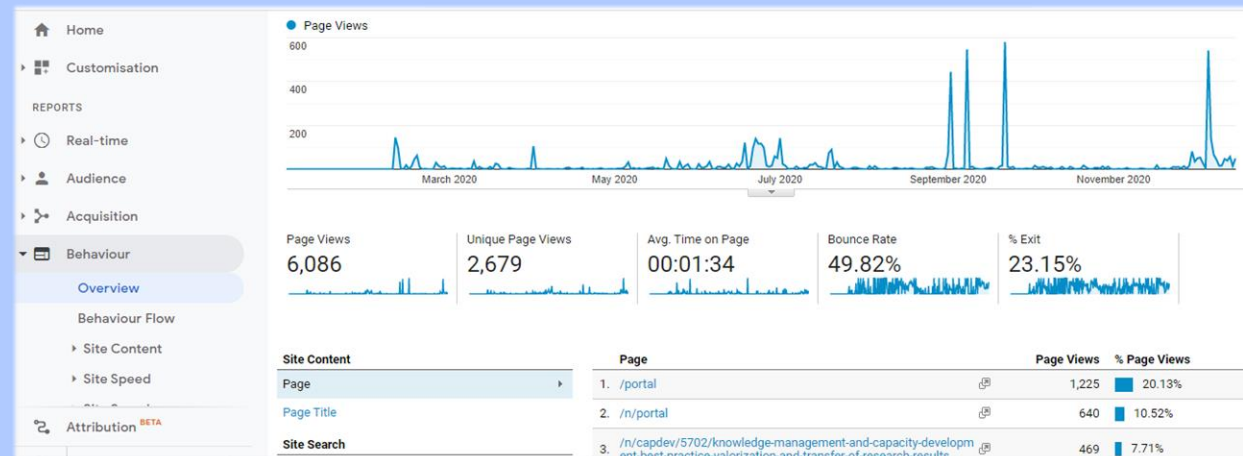 Home
Customisation
REPORTS
Real-time
Audience
Acquisition
Behaviour
Overview
Behaviour Flow
Site Content
Site Speed
Attribution BETA
Page Views
600
400
200
March 2020 May 2020 July 2020 September 2020 November 2020
Page Views Unique Page Views Avg. Time on Page Bounce Rate % Exit
6,086 2,679 00:01:34 49.82% 23.15%
Site Content
Page
Page Title
Site Search
Page Page Views % Page Views
1. /portal 1,225 20.13%
2. /n/portal 640 10.52%
3. /n/capdev/5702/knowledge-management-and-capacity-developm 469 7.71%
ent-best-practice-valorization-and-transfer-of-research-results